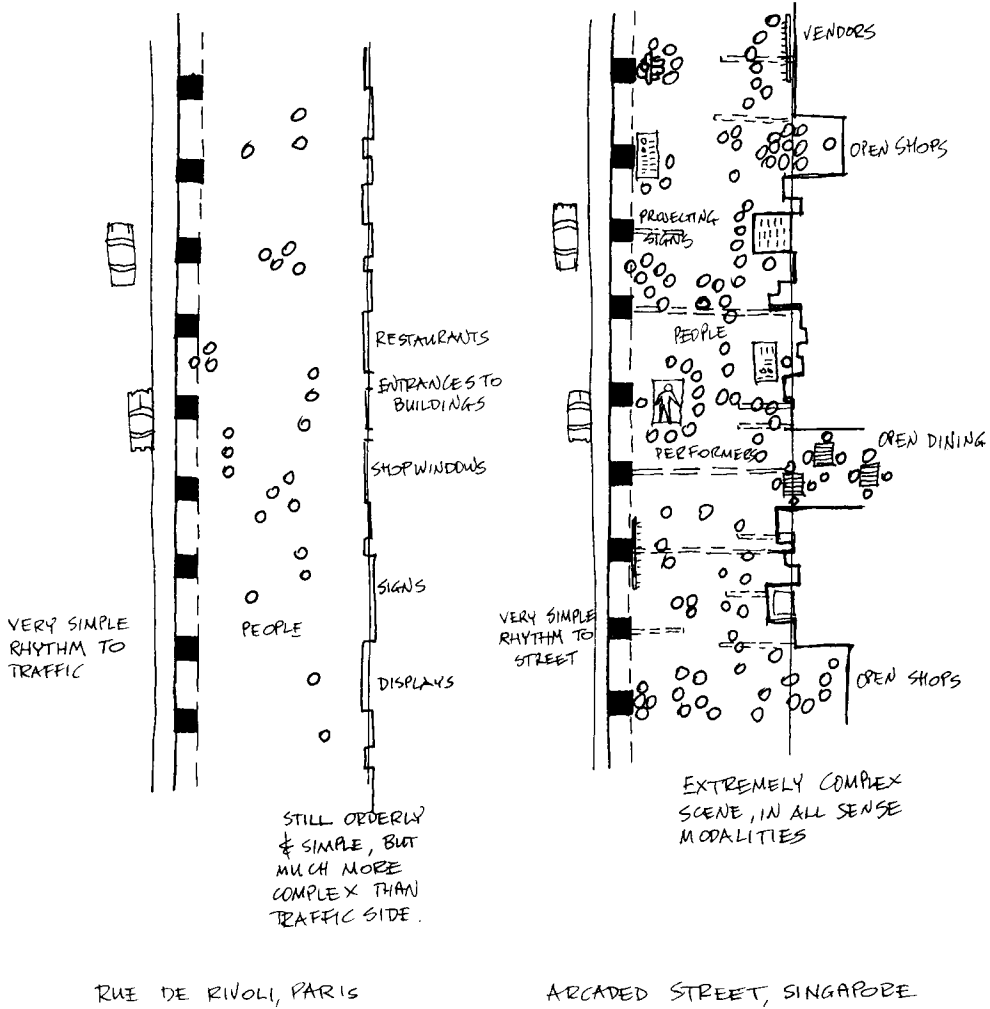 RESTAURANTS
ENTRANCES TO
BUILDINGS
SHOP WINDOWS
SIGNS
PEOPLE
VERY SIMPLE
RHYTHM TO
TRAFFIC
DISPLAYS
STILL ORDERLY
& SIMPLE, BUT
MUCH MORE
COMPLEX THAN
TRAFFIC SIDE.
RUE DE RIVOLI, PARIS
VENDORS
OPEN SHOPS
PROJECTING
SIGNS
PEOPLE
OPEN DINING
PERFORMERS
VERY SIMPLE
RHYTHM TO
STREET
OPEN SHOPS
EXTREMELY COMPLEX
SCENE, IN ALL SENSE
MODALITIES
ARCADED STREET, SINGAPORE